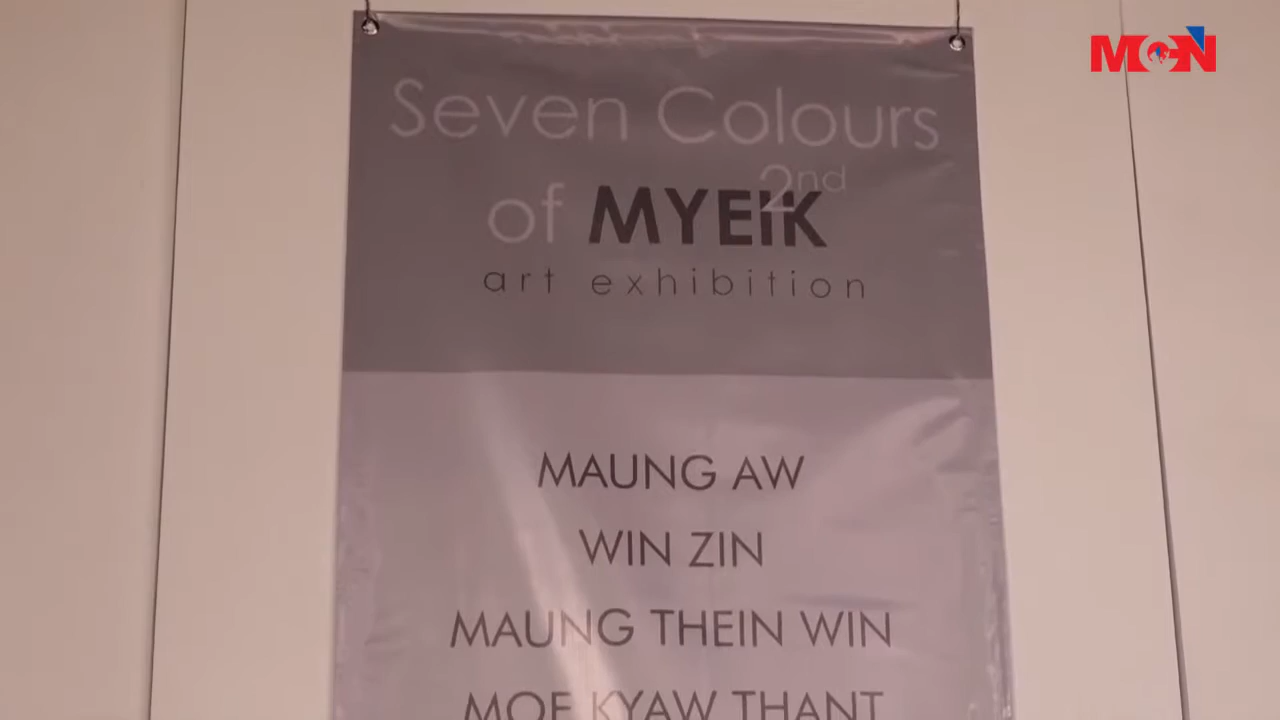 MCN
Seven Colours
2nd
of MYEIK
art exhibition
MAUNG AW
WIN ZIN
MAUNG THEIN WIN
MOE KYAW THANT